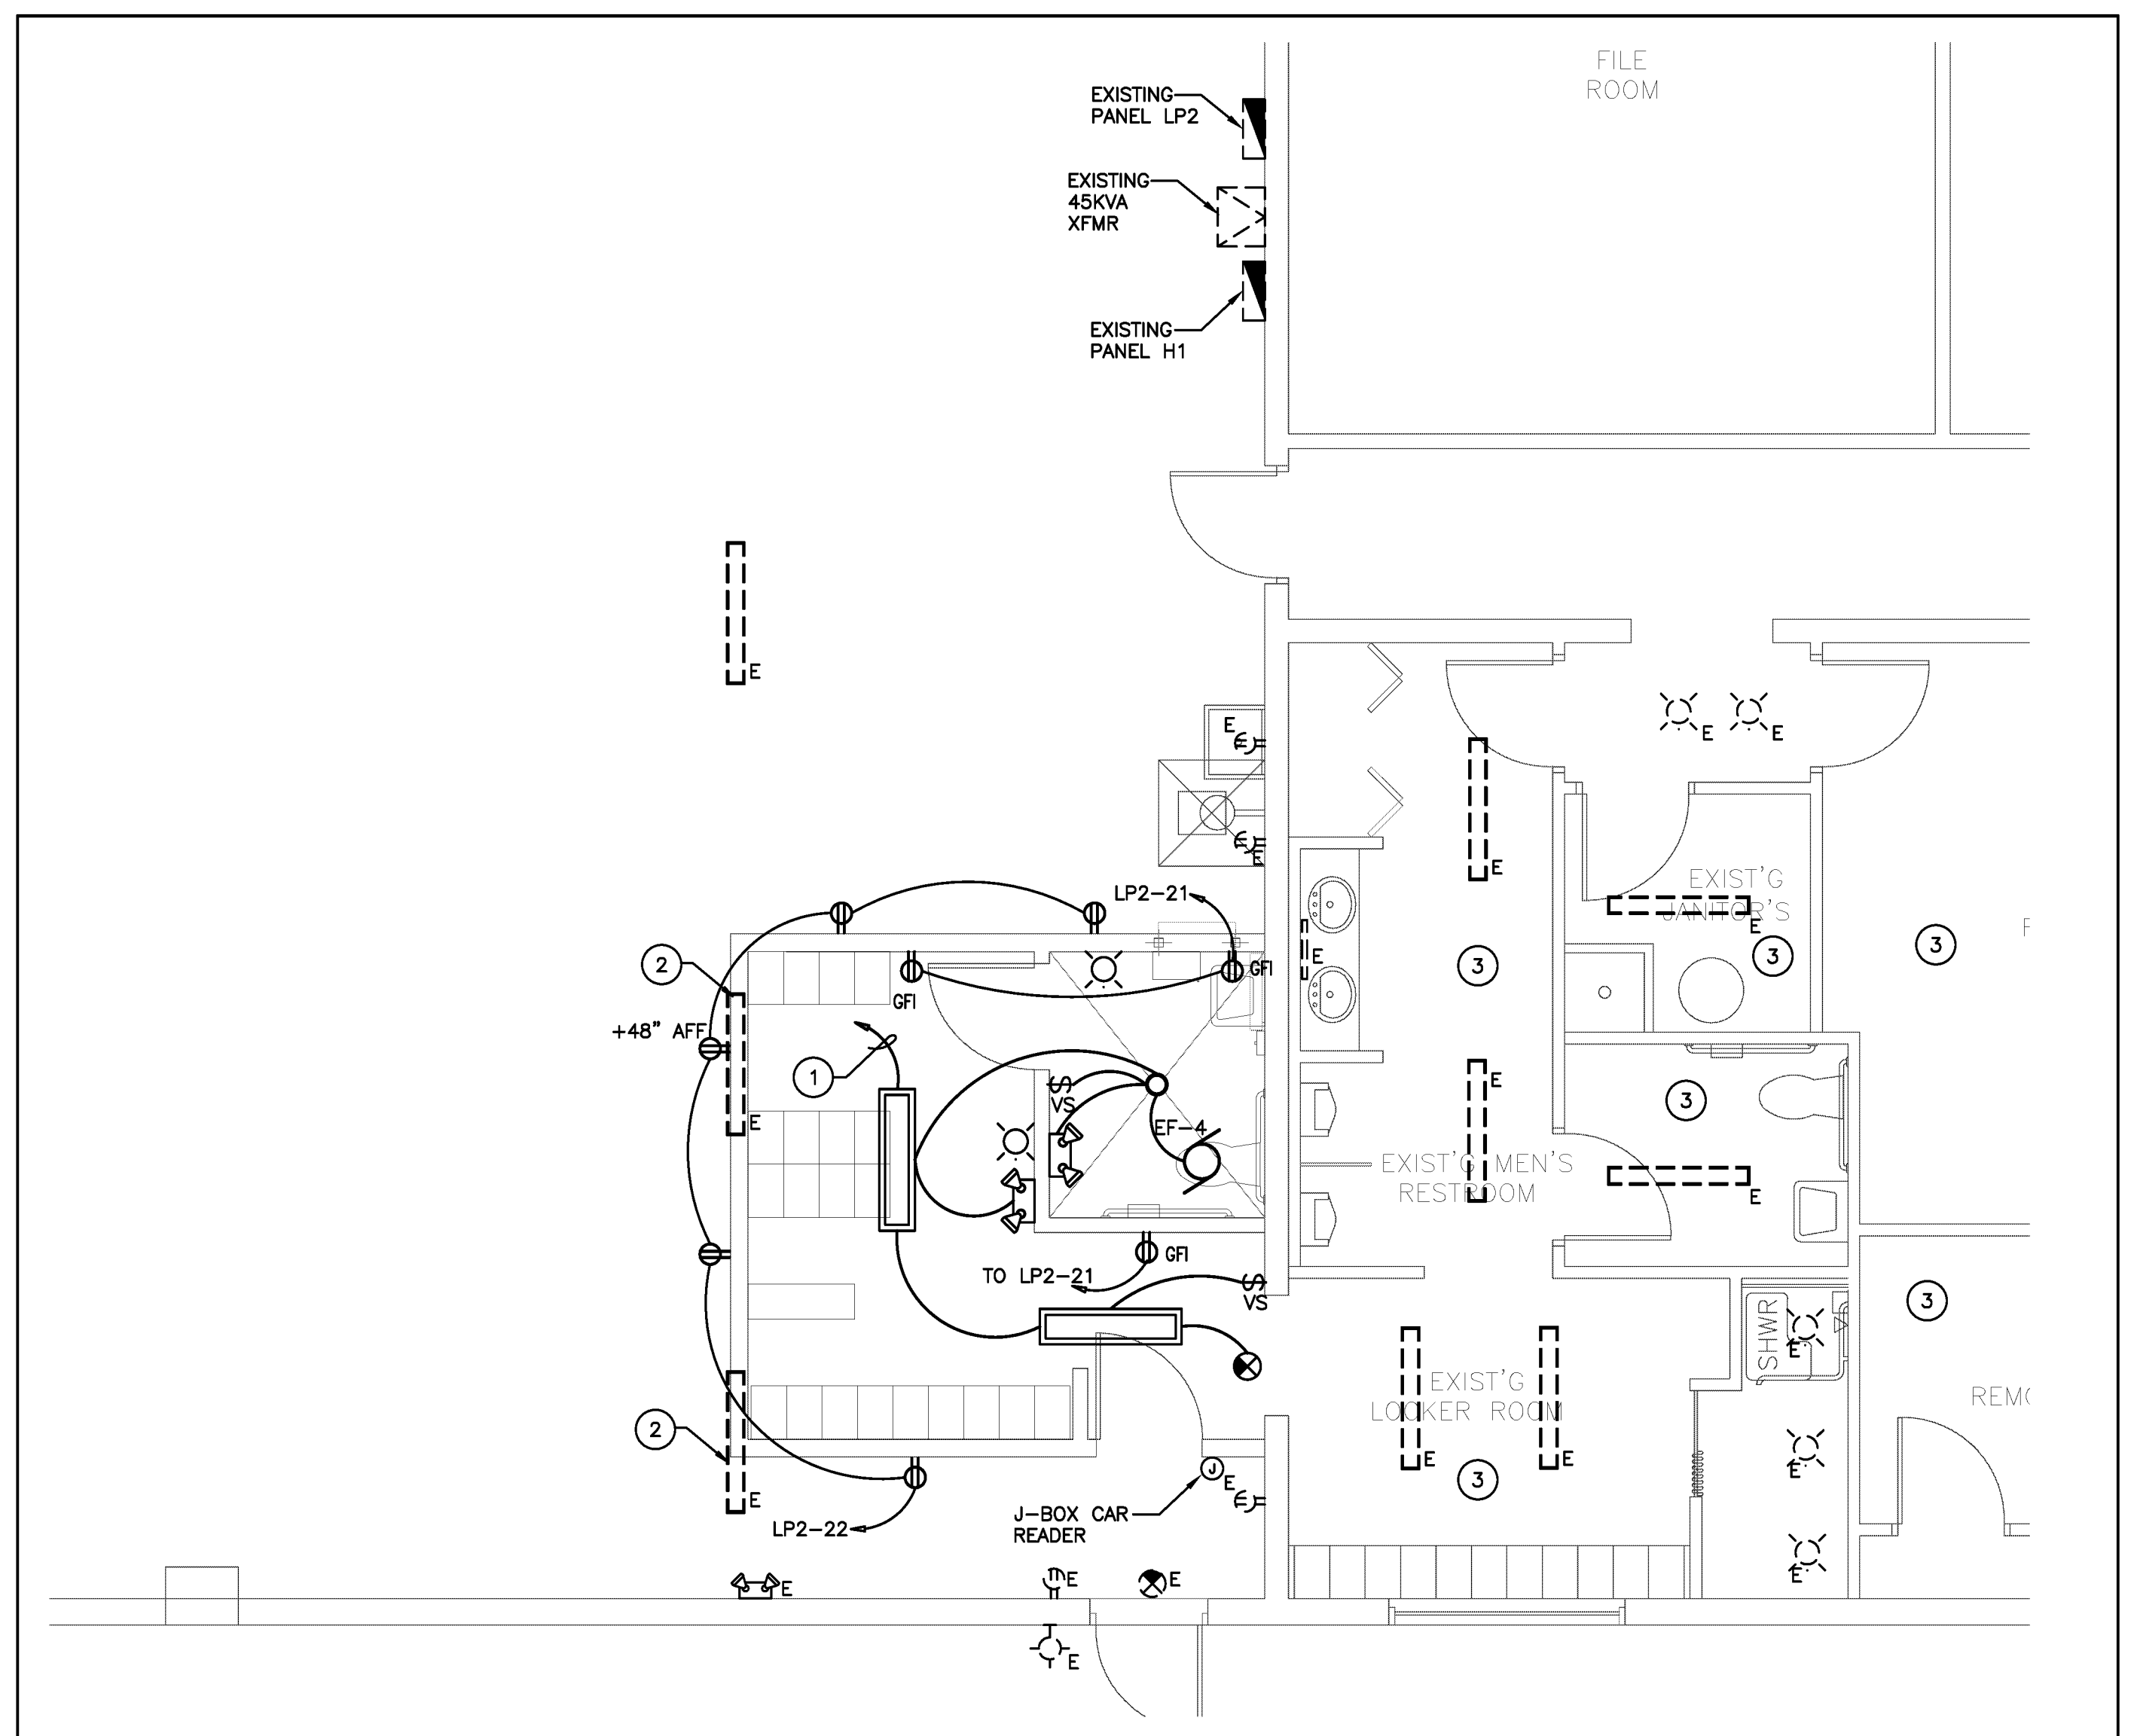 FILE
ROOM
EXISTING
PANEL LP2
EXISTING
45KVA
XFMR
EXISTING
PANEL H1
E
E
E
E
E
E
LP2-21
EXIST'G
JANITOR'S
E
3
3
3
2
GFI
GFI
E
+48" AFF
1
VS
E
E
3
EF-4
EXIST'G MEN'S
RESTROOM
E
GFI
TO LP2-21
VS
3
SHWR
E
EXIST'G
LOCKER ROOM
REMO
2
E
E
E
3
J
E
E
J-BOX CAR
READER
LP2-22
E
E
E
E
E